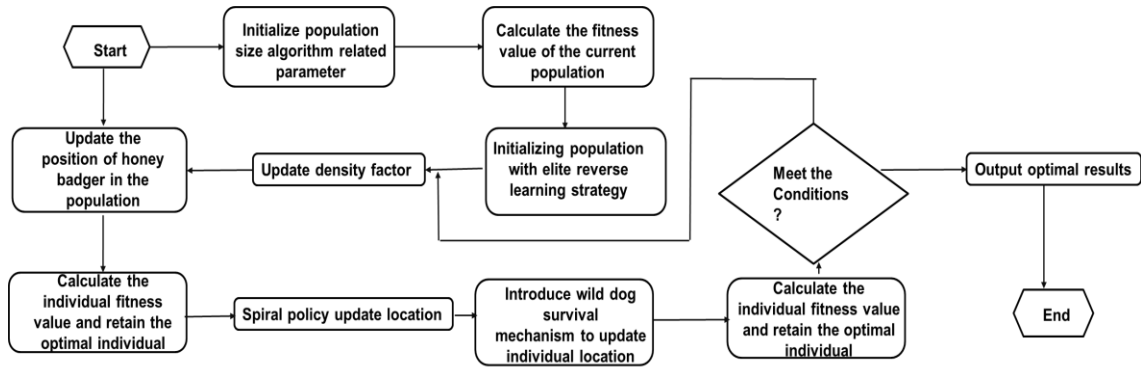 Start
Initialize population
size algorithm related
parameter
Calculate the fitness
value of the current
population
Update the
position of honey
badger in the
population
Update density factor
Initializing population
with elite reverse
learning strategy
Meet the
Conditions
?
Output optimal results
Calculate the
individual fitness
value and retain the
optimal individual
Spiral policy update location
Introduce wild dog
survival
mechanism to update
individual location
Calculate the
individual fitness value
and retain the optimal
individual
End